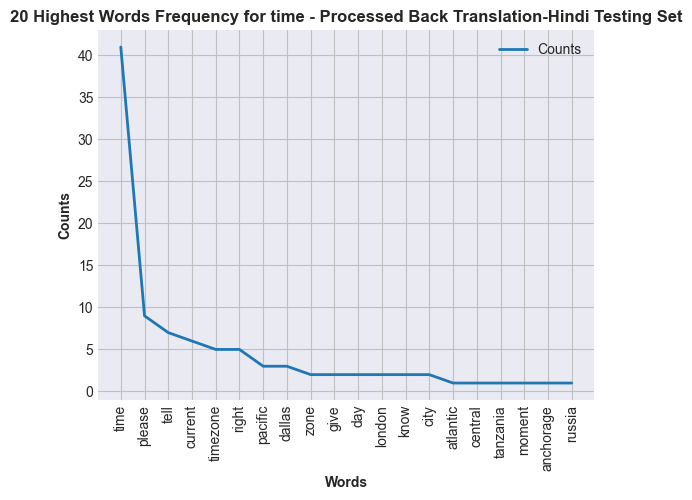 20 Highest Words Frequency for time - Processed Back Translation-Hindi Testing Set
Counts
40
35
30
25
20
15
10
5
0
Counts
time
please
tell
current
timezone
right
pacific
dallas
zone
give
day
london
know
city
atlantic
central
tanzania
moment
anchorage
russia
Words